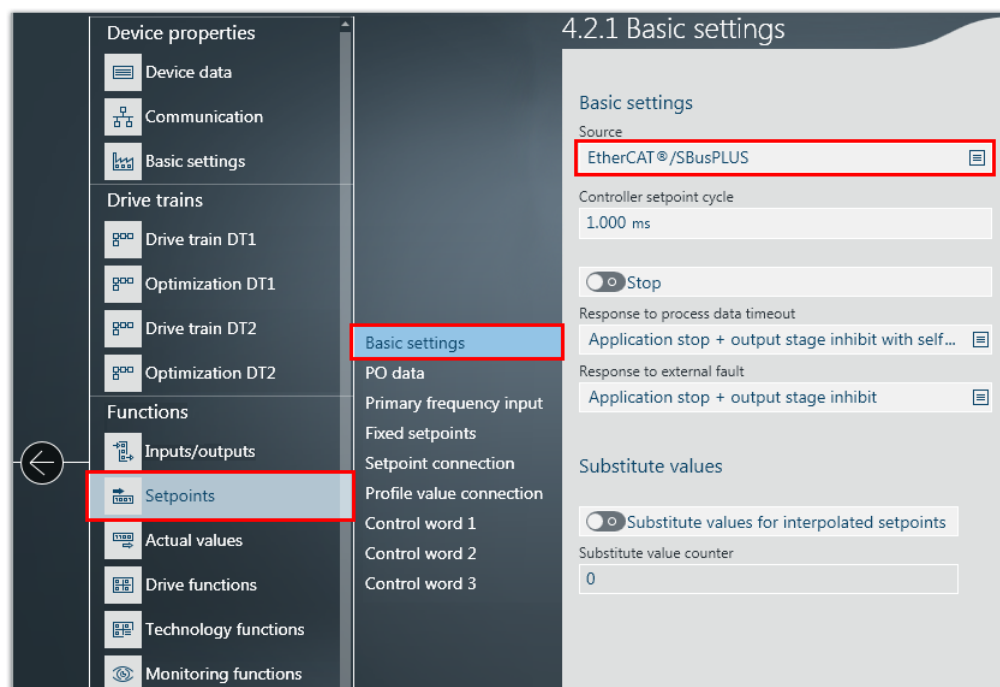 Device properties
Device data
Communication
Basic settings
Drive trains
Drive train DT1
Optimization DT1
Drive train DT2
Optimization DT2
Functions
Inputs/outputs
Setpoints
Actual values
Drive functions
Technology functions
Monitoring functions
Basic settings
PO data
Primary frequency input
Fixed setpoints
Setpoint connection
Profile value connection
Control word 1
Control word 2
Control word 3
4.2.1 Basic settings
Basic settings
Source
EtherCAT®/SBusPLUS
Controller setpoint cycle
1.000 ms
Stop
Response to process data timeout
Application stop + output stage inhibit with self...
Response to external fault
Application stop + output stage inhibit
Substitute values
Substitute values for interpolated setpoints
Substitute value counter
0